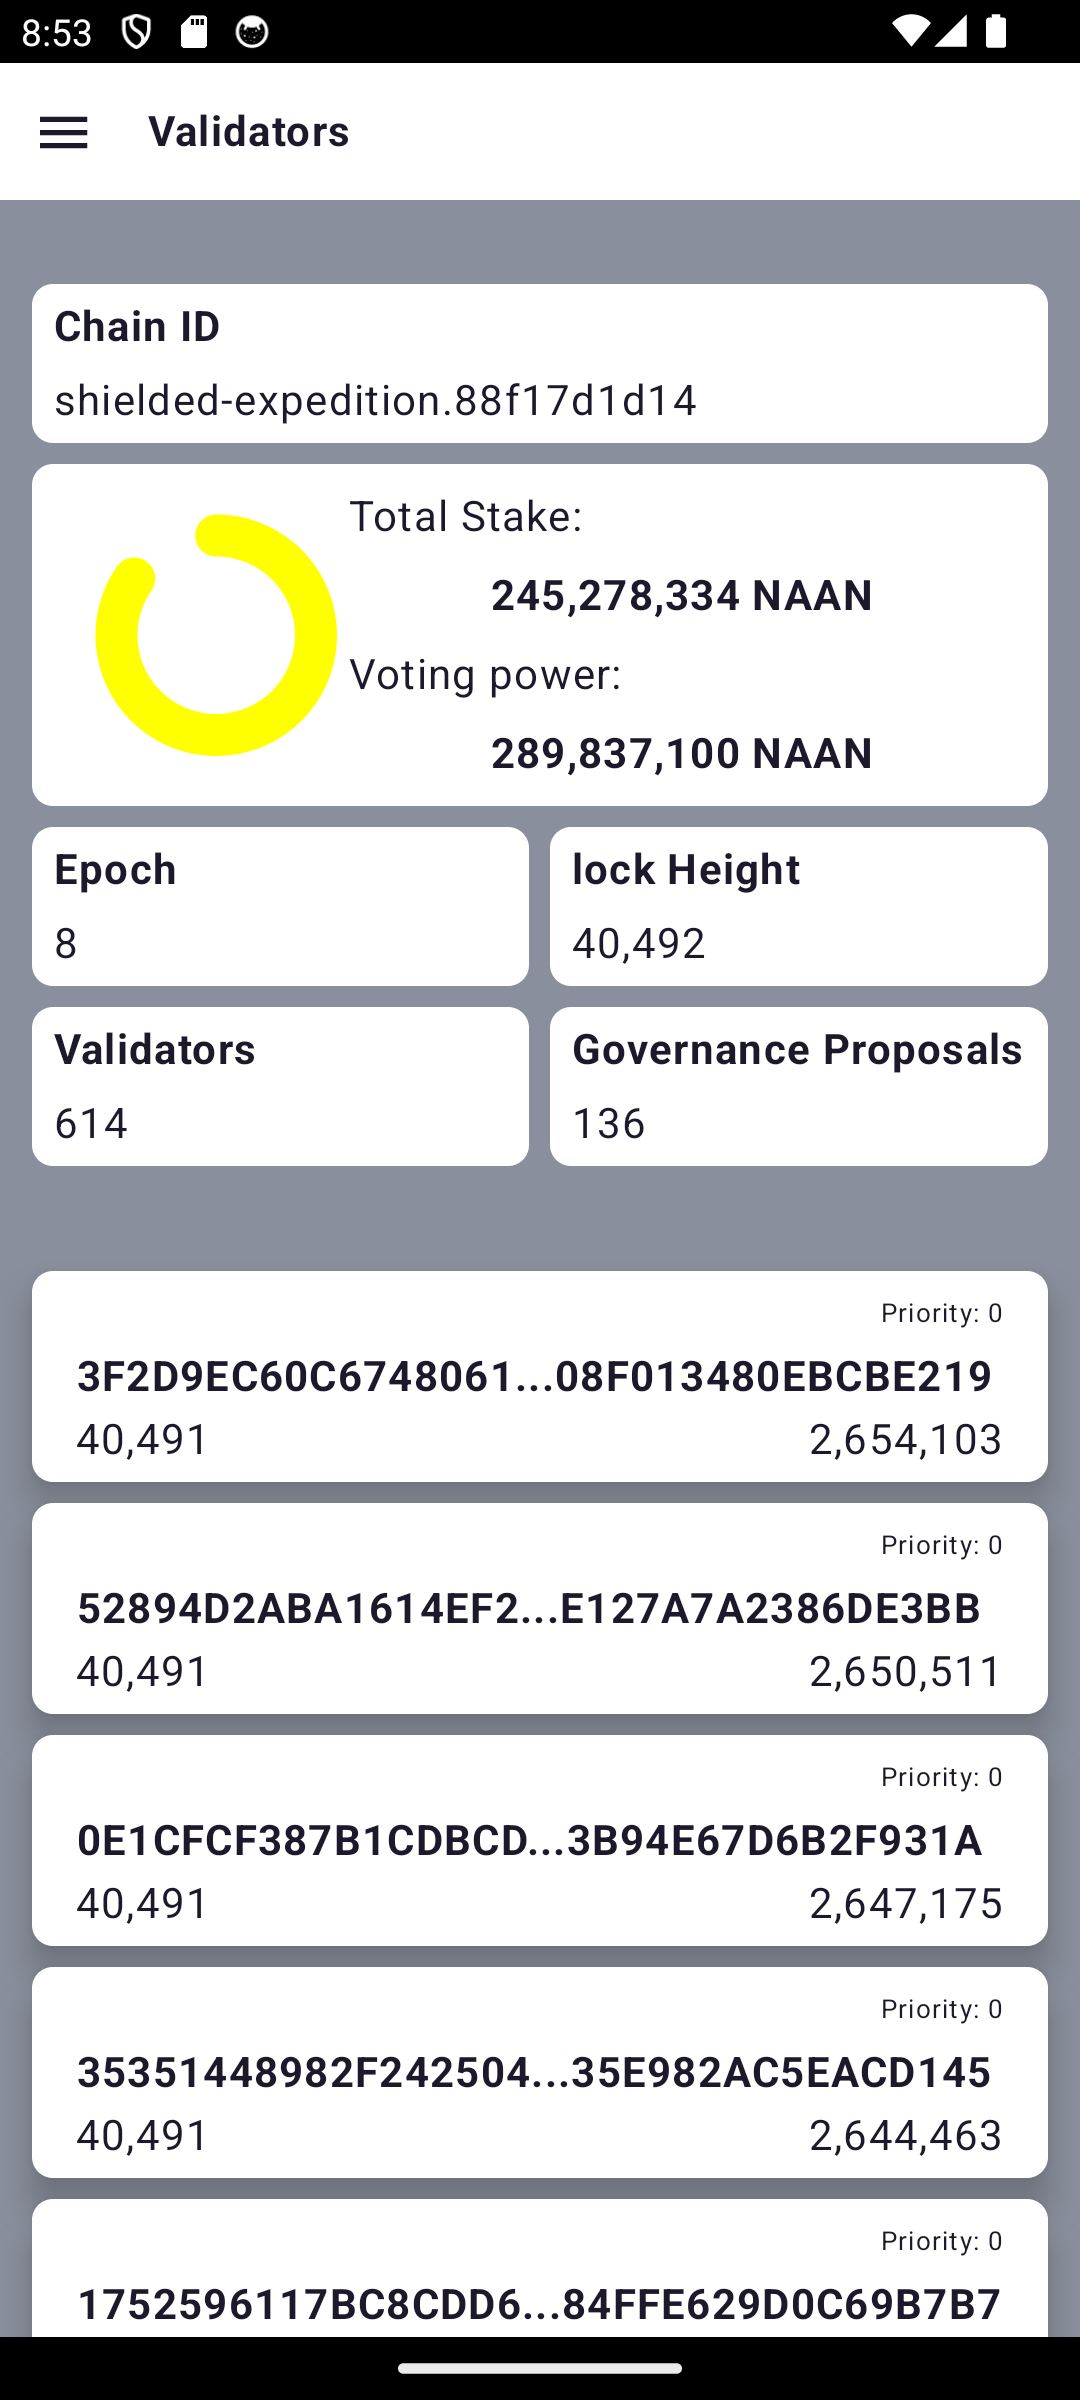 8:53
Validators
Chain ID
shielded-expedition.88f17d1d14
Total Stake:
245,278,334 NAAN
Voting power:
289,837,100 NAAN
Epoch
lock Height
8
40,492
Validators
Governance Proposals
614
136
Priority: 0
3F2D9EC60C6748061...08F013480EBCBE219
40,491 2,654,103
Priority: 0
52894D2ABA1614EF2...E127A7A2386DE3BB
40,491 2,650,511
Priority: 0
0E1CFCF387B1CDBCD...3B94E67D6B2F931A
40,491 2,647,175
Priority: 0
35351448982F242504...35E982AC5EACD145
40,491 2,644,463
Priority: 0
1752596117BC8CDD6...84FFE629D0C69B7B7